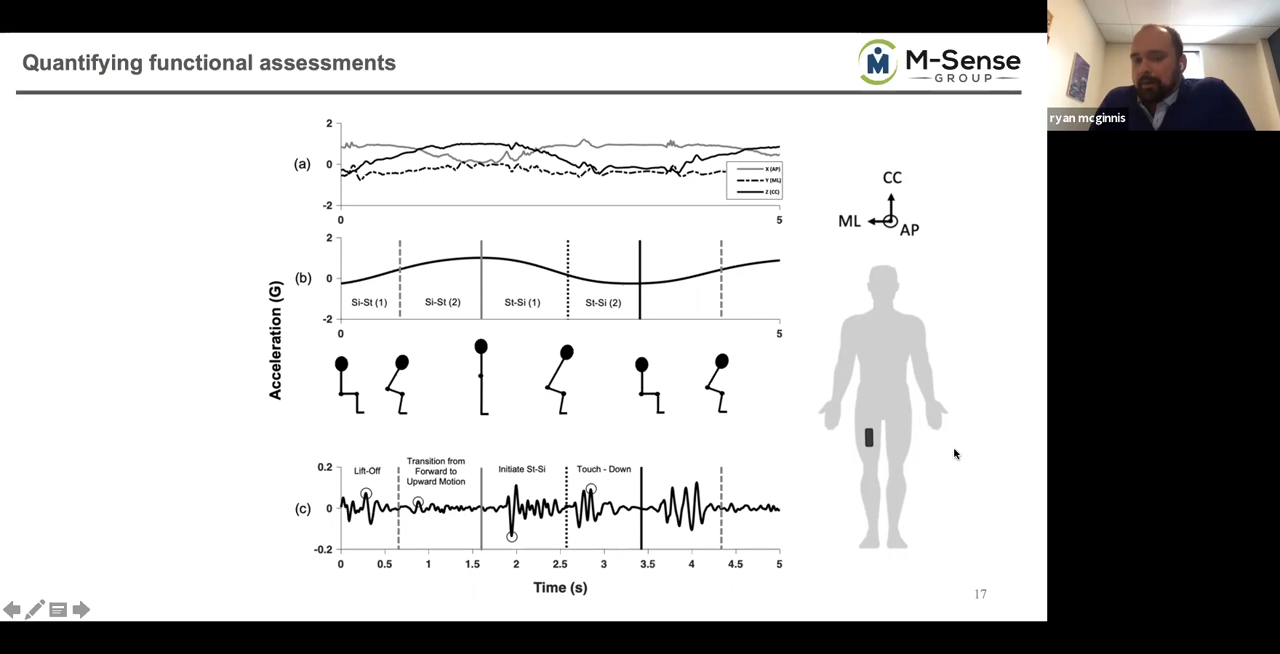 Quantifying functional assessments
M-Sense
GROUP
ryan mcginnis
2
(a)
0
-2
X (AP)
Y (ML)
Z (CC)
0
5
2
(b)
0
-2
Si-St (1)
Si-St (2)
St-Si (1)
St-Si (2)
0
5
Acceleration (G)
CC
ML
AP
0.2
(c)
0
-0.2
Lift-Off
Transition from
Forward to
Upward Motion
Initiate St-Si
Touch - Down
0
0.5
1
1.5
2
2.5
3
3.5
4
4.5
5
Time (s)
17